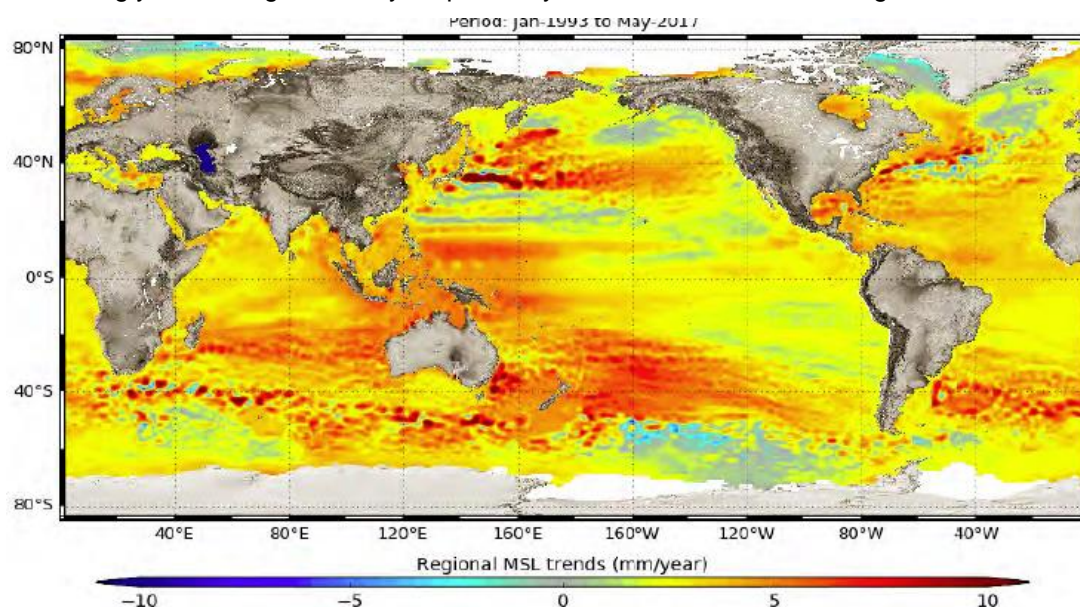 Period: Jan-1993 to May-2017
80°N
40°N
0°S
40°S
80°S
40°E 80°E 120°E 160°E 160°W 120°W 80°W 40°W
Regional MSL trends (mm/year)
−10 −5 0 5 10